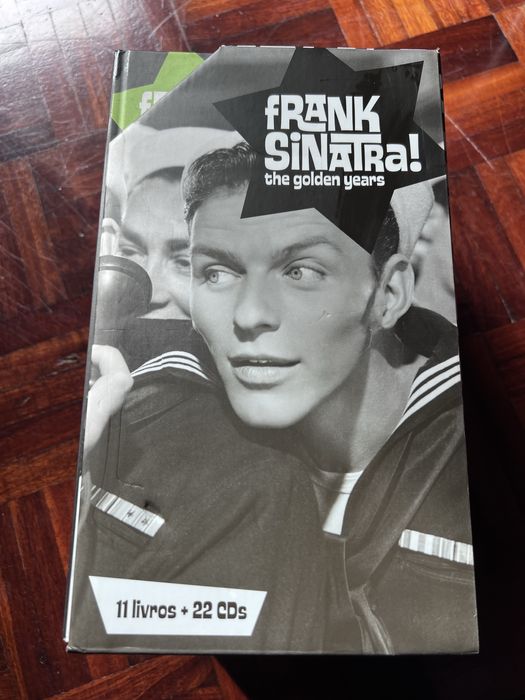 fRANK
SiNATRa!
the golden years
11 livros + 22 CDs